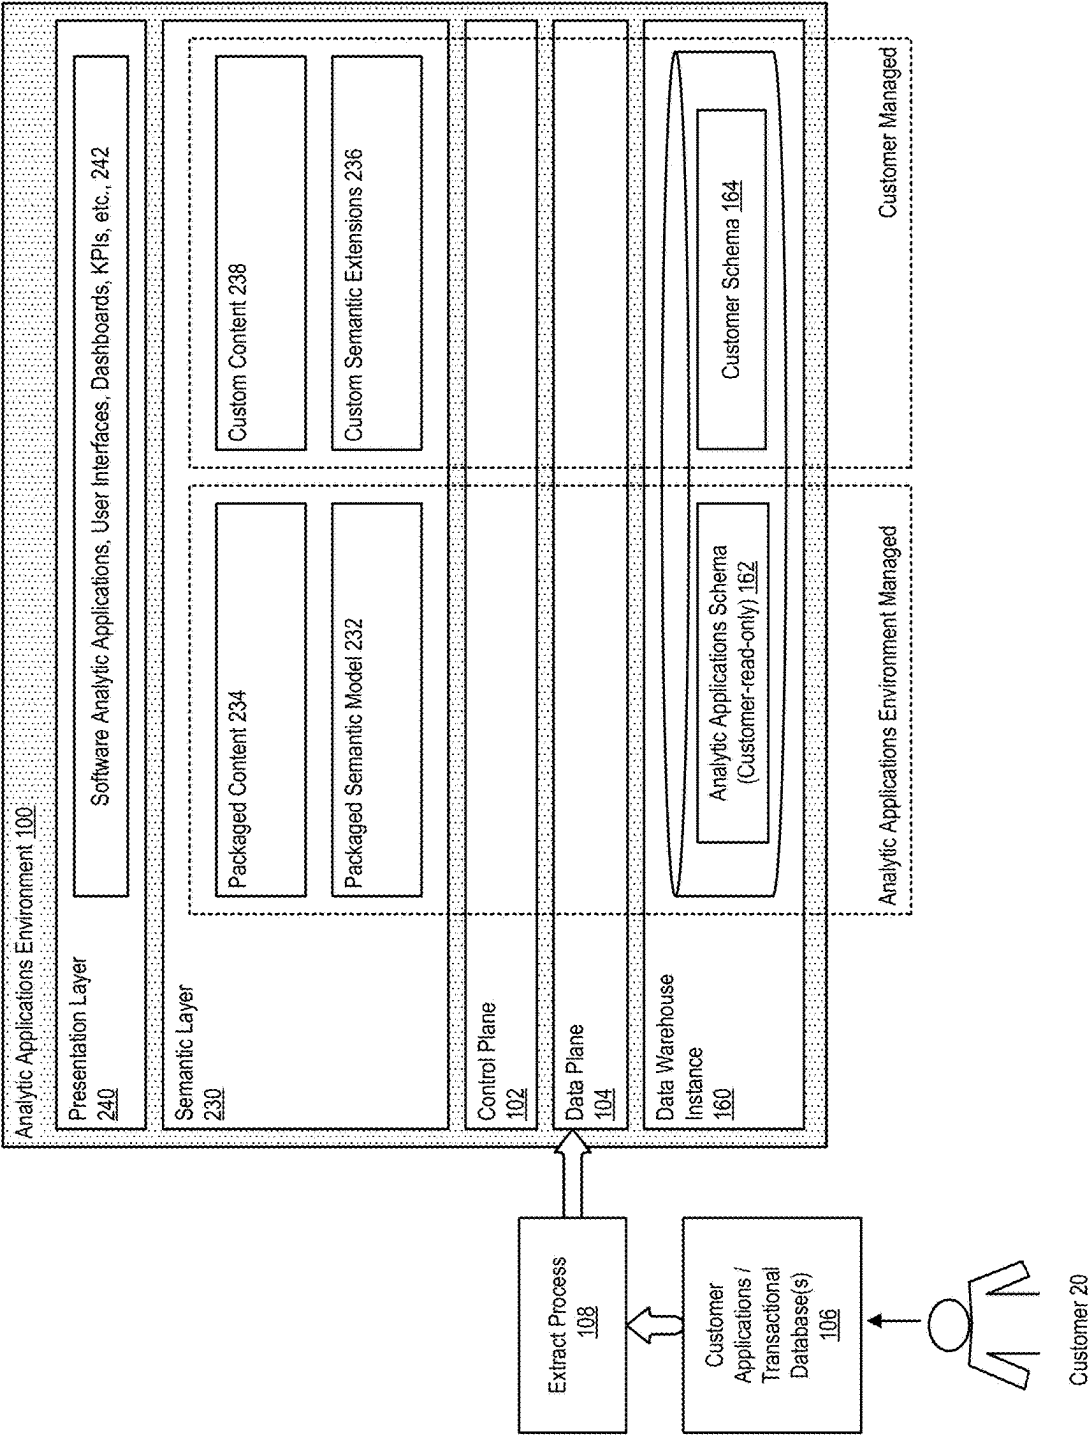 Analytic Applications Environment 100
Presentation Layer
240
Software Analytic Applications, User Interfaces, Dashboards, KPIs, etc., 242
Semantic Layer
230
Packaged Content 234
Custom Content 238
Packaged Semantic Model 232
Custom Semantic Extensions 236
Control Plane
102
Data Plane
104
Data Warehouse
Instance
160
Analytic Applications Schema
(Customer-read-only) 162
Customer Schema 164
Analytic Applications Environment Managed
Customer Managed
Extract Process
108
Customer
Applications /
Transactional
Database(s)
106
Customer 20